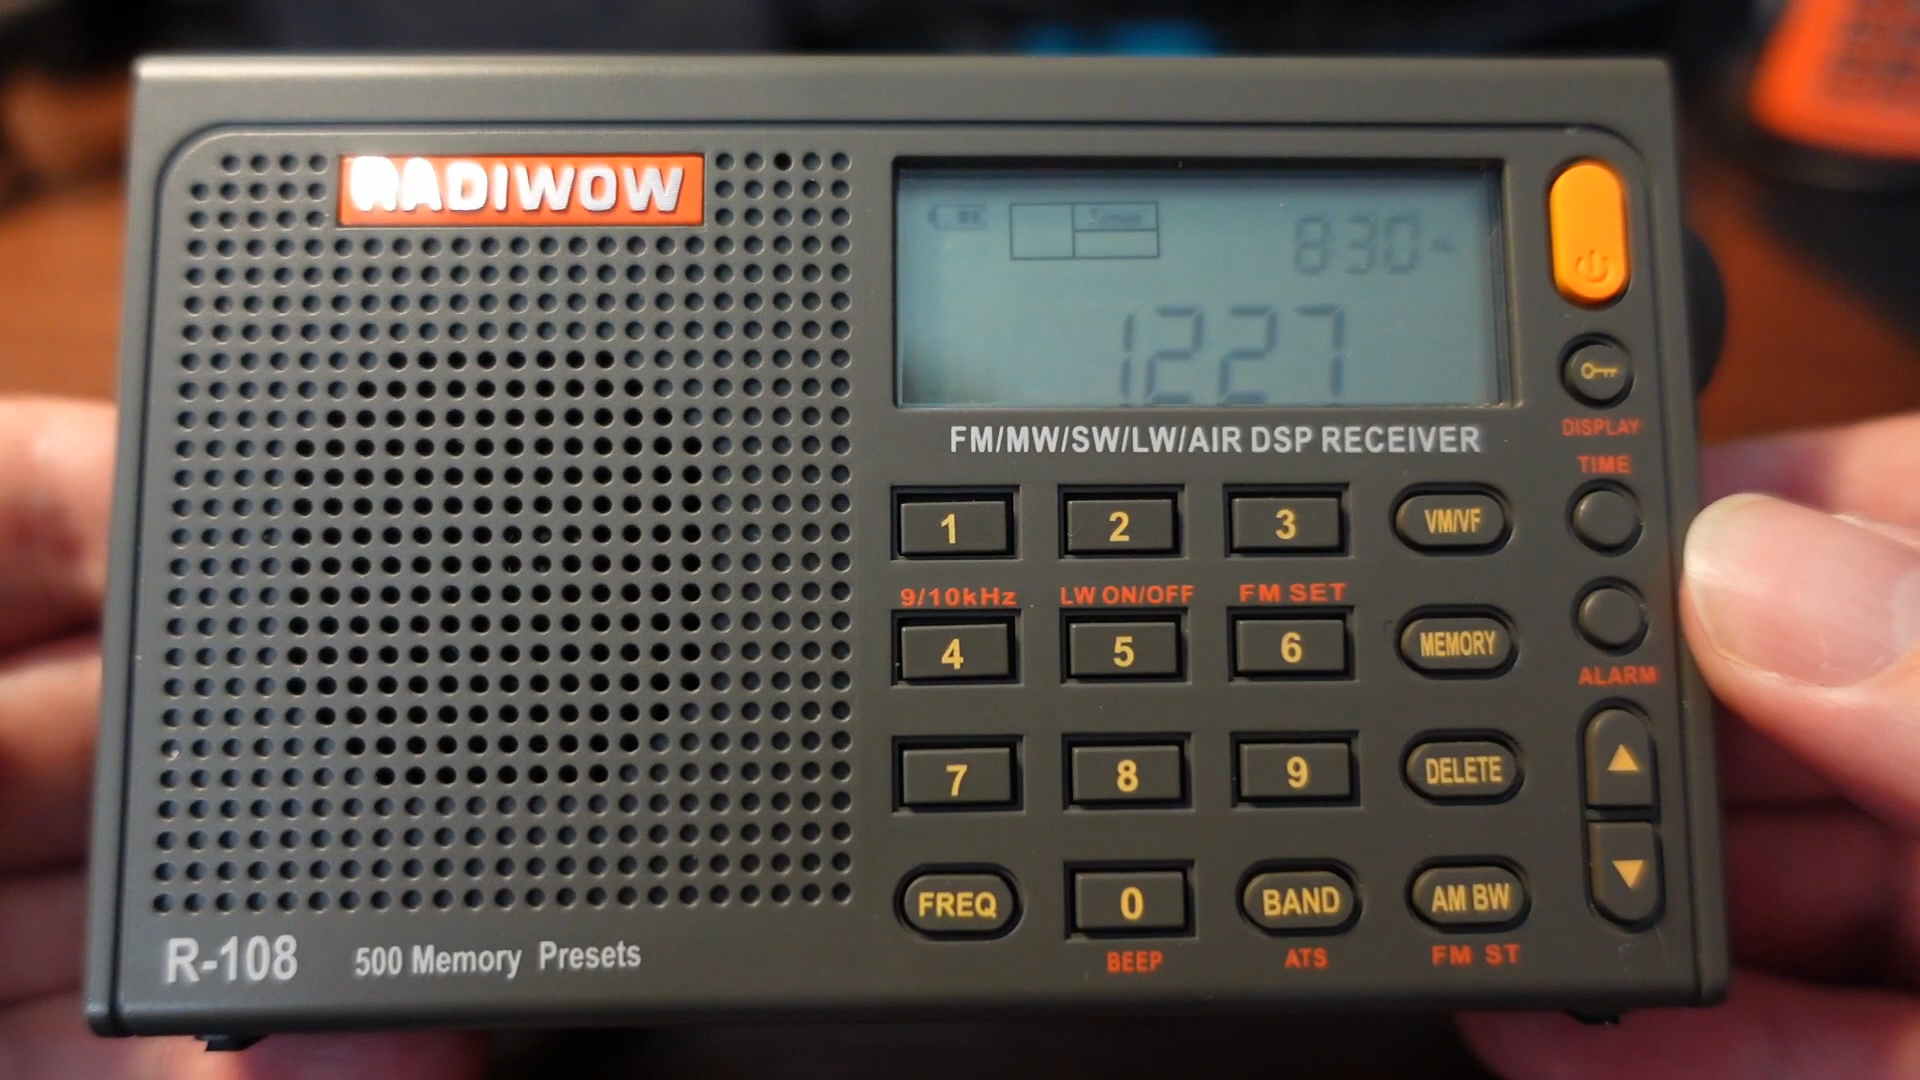 RADIWOW
8:30
1227
FM/MW/SW/LW/AIR DSP RECEIVER
DISPLAY
TIME
1 2 3 VM/VF
9/10kHz LW ON/OFF FM SET
4 5 6 MEMORY
ALARM
7 8 9 DELETE
FREQ 0 BAND AM BW
BEEP ATS FM ST
R-108 500 Memory Presets